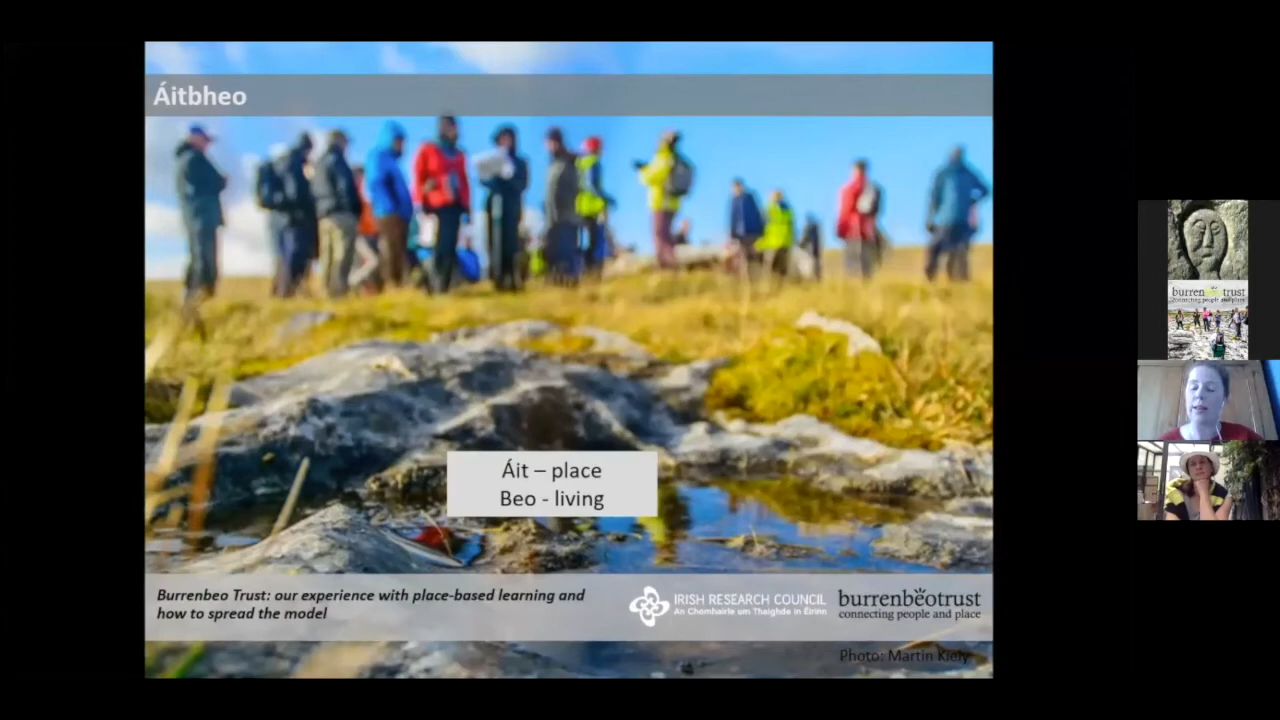 Áitbheo
Áit – place
Beo - living
Burrenbeo Trust: our experience with place-based learning and
how to spread the model
IRISH RESEARCH COUNCIL
An Chomhairle um Thaighde in Éirinn
burrenbeotrust
connecting people and place
Photo: Martin Kiely
burren trust
connecting people and place